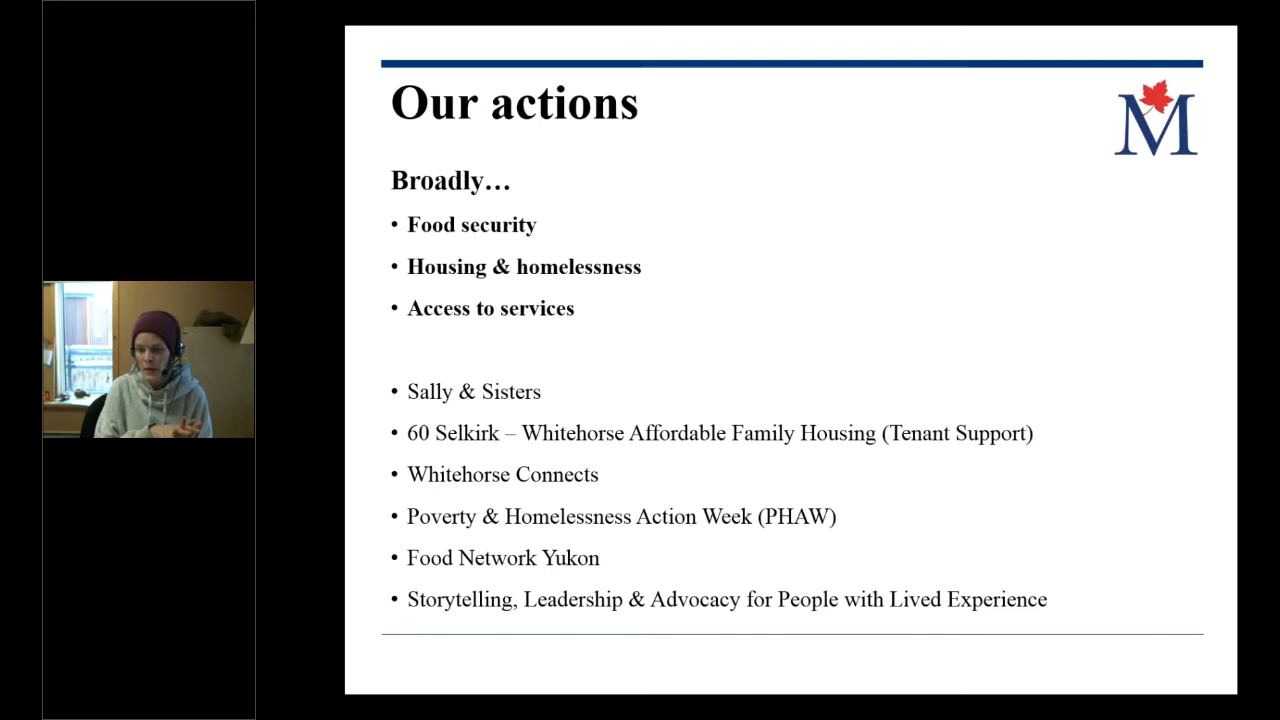 Our actions
M
Broadly…
• Food security
• Housing & homelessness
• Access to services
• Sally & Sisters
• 60 Selkirk – Whitehorse Affordable Family Housing (Tenant Support)
• Whitehorse Connects
• Poverty & Homelessness Action Week (PHAW)
• Food Network Yukon
• Storytelling, Leadership & Advocacy for People with Lived Experience